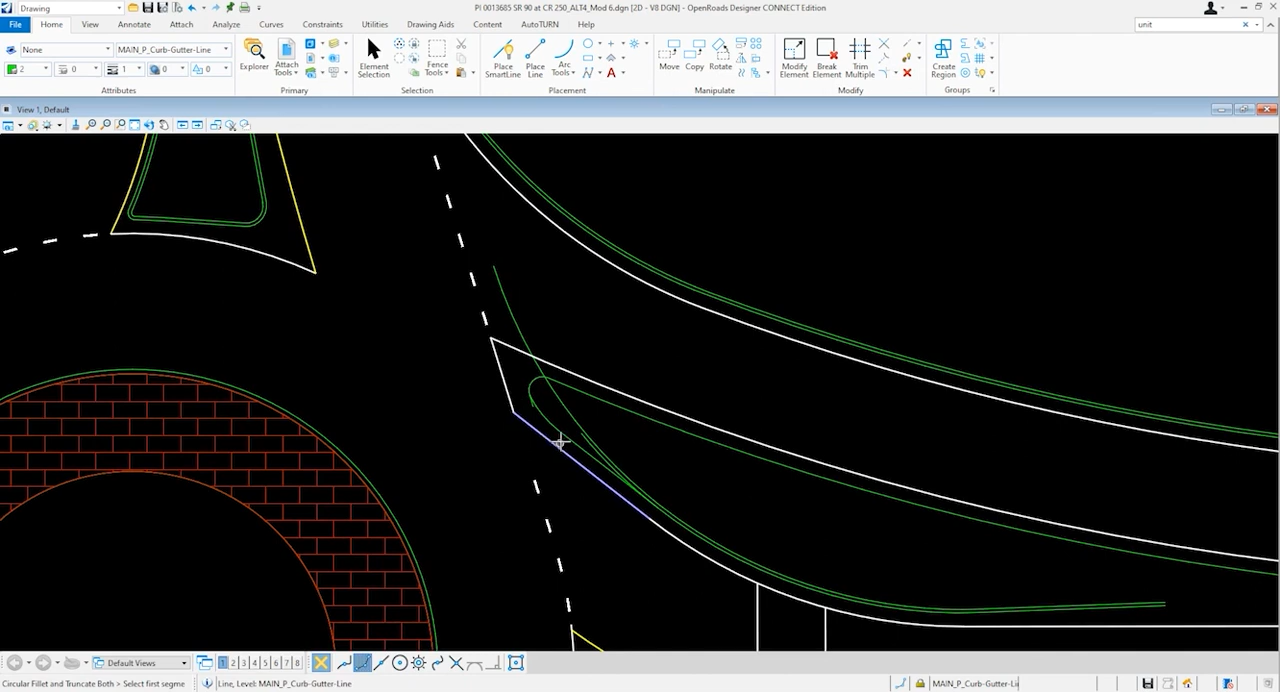 Drawing
PI 0013685 SR 90 at CR 250_ALT4_Mod 6.dgn [2D - V8 DGN] - OpenRoads Designer CONNECT Edition
File Home View Annotate Attach Analyze Curves Constraints Utilities Drawing Aids Content AutoTURN Help
unit
None MAIN_P_Curb-Gutter-Line
2 0 1 0 0
Explorer Attach Tools Element Selection Fence Tools Place SmartLine Place Line Arc Tools Move Copy Rotate Modify Element Break Element Trim Multiple Create Region
Attributes Primary Selection Placement Manipulate Modify Groups
View 1, Default
Default Views 1 2 3 4 5 6 7 8
Circular Fillet and Truncate Both > Select first segme Line, Level: MAIN_P_Curb-Gutter-Line MAIN_P_Curb-Gutter-Li